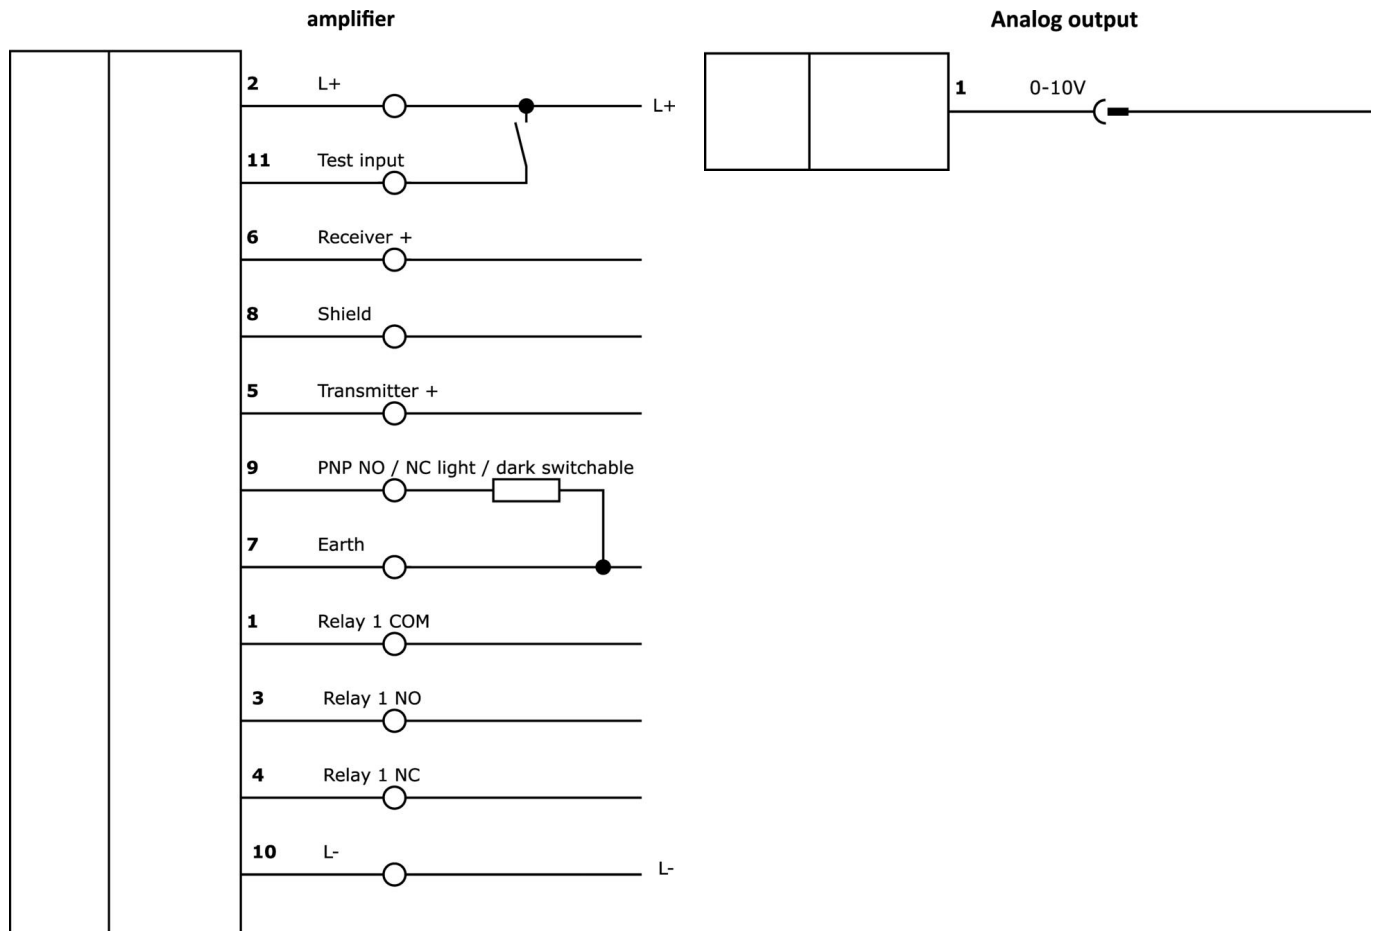 amplifier
2 L+
L+
11 Test input
6 Receiver +
8 Shield
5 Transmitter +
9 PNP NO / NC light / dark switchable
7 Earth
1 Relay 1 COM
3 Relay 1 NO
4 Relay 1 NC
10 L-
L-
Analog output
1 0-10V